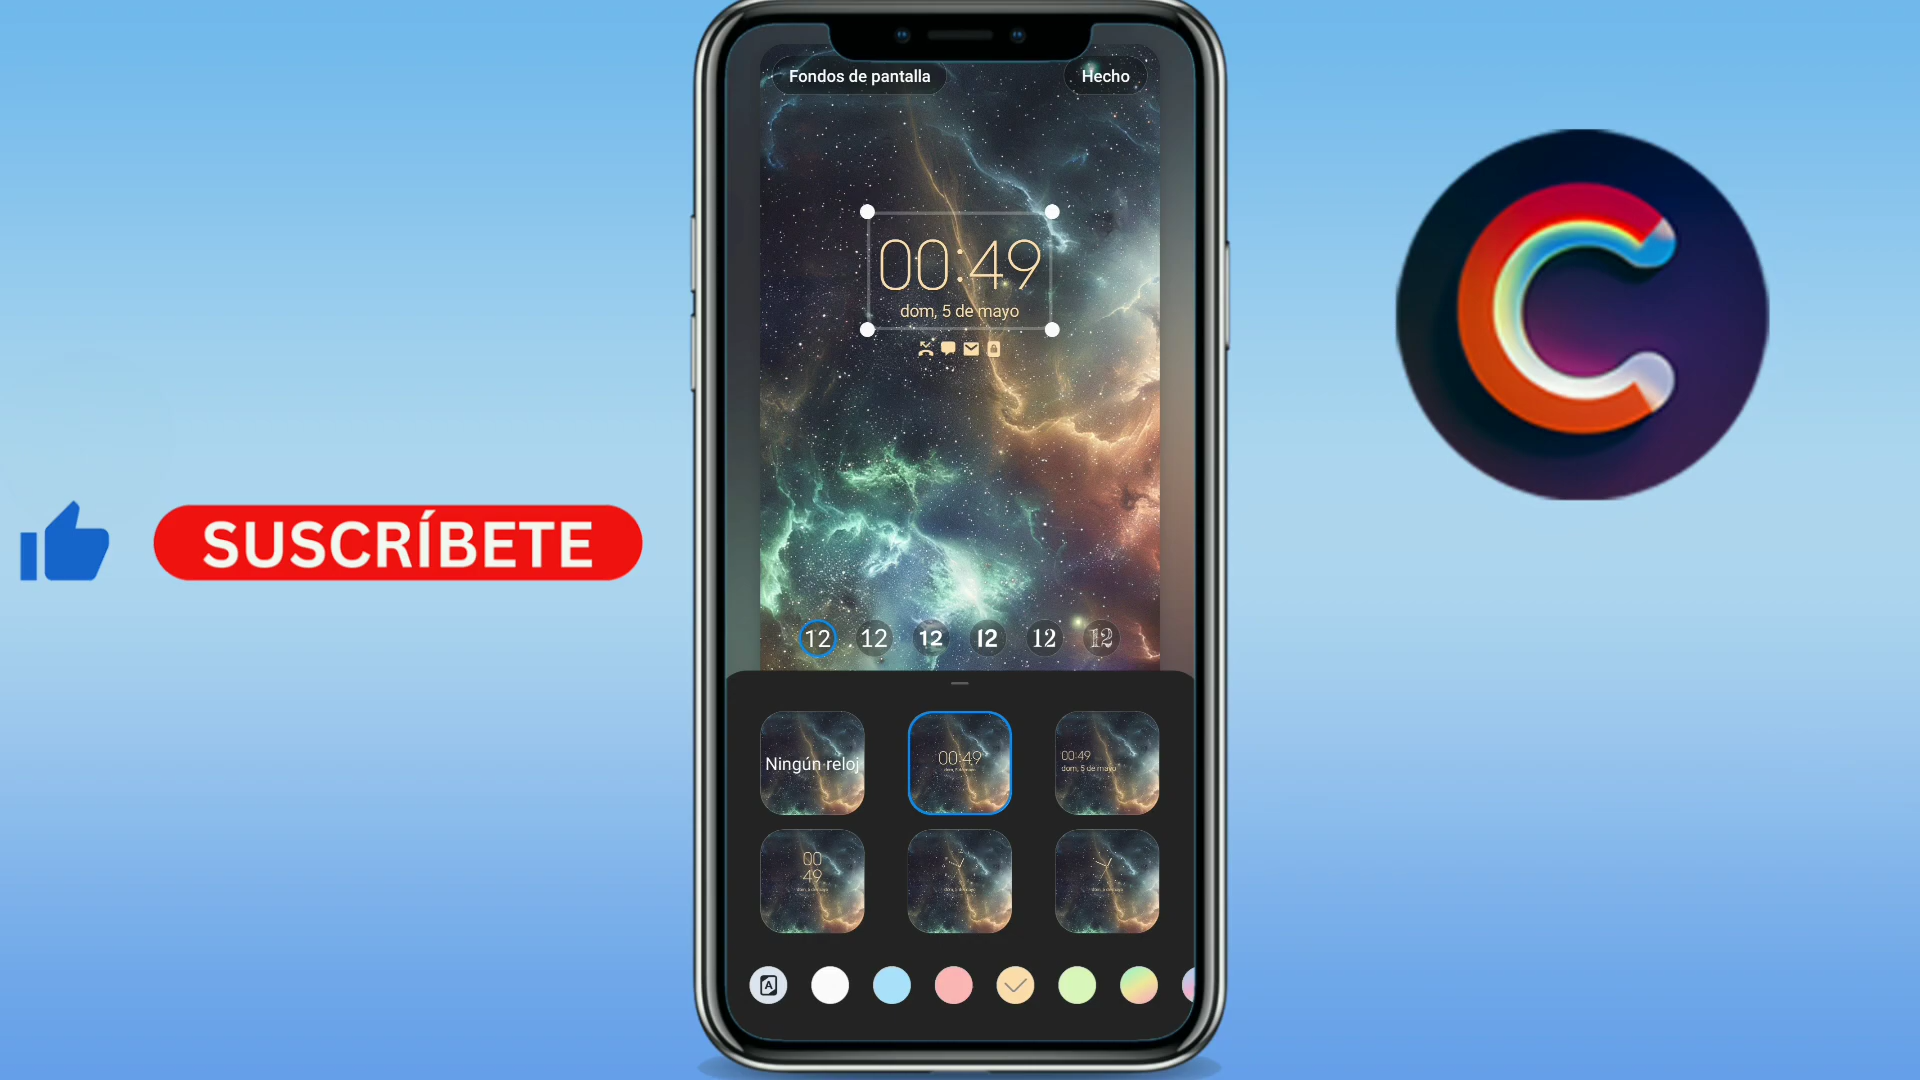 Fondos de pantalla
Hecho
00:49
dom, 5 de mayo
SUSCRÍBETE
12 12 12 12 12 12
Ningún reloj
00:49
00:49
dom, 5 de mayo
00
49
A